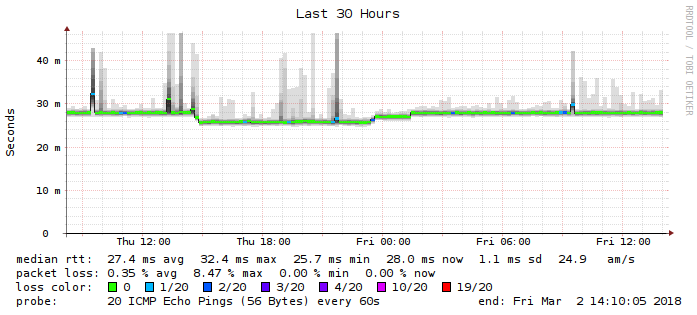 Last 30 Hours
RRDTOOL / TOBI OETIKER
Seconds
40 m
30 m
20 m
10 m
0
Thu 12:00 Thu 18:00 Fri 00:00 Fri 06:00 Fri 12:00
median rtt: 27.4 ms avg 32.4 ms max 25.7 ms min 28.0 ms now 1.1 ms sd 24.9 am/s
packet loss: 0.35 % avg 8.47 % max 0.00 % min 0.00 % now
loss color: 0 1/20 2/20 3/20 4/20 10/20 19/20
probe: 20 ICMP Echo Pings (56 Bytes) every 60s end: Fri Mar 2 14:10:05 2018